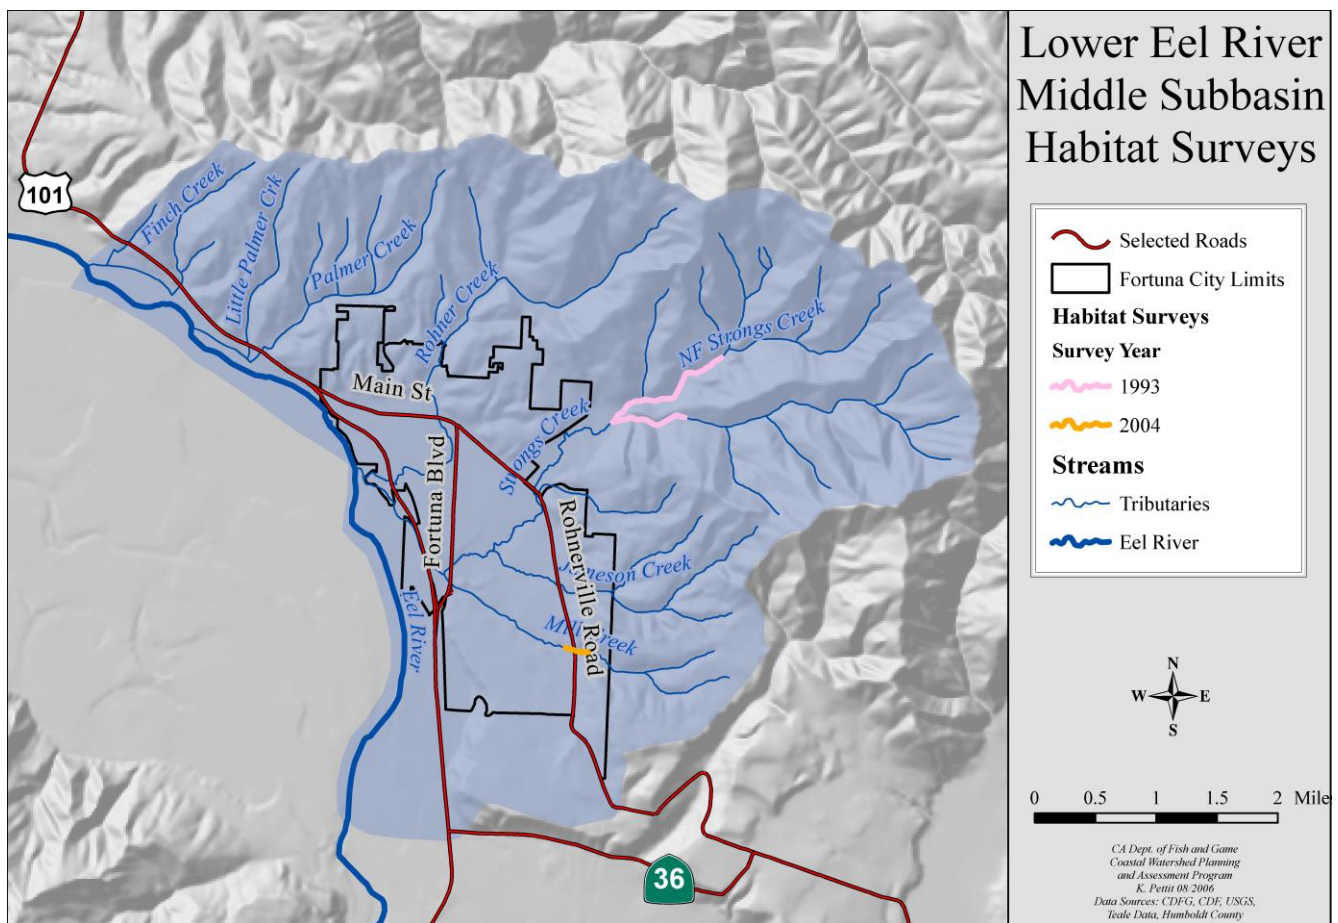 Lower Eel River
Middle Subbasin
Habitat Surveys
Selected Roads
Fortuna City Limits
Habitat Surveys
Survey Year
1993
2004
Streams
Tributaries
Eel River
N
W
E
S
0 0.5 1 1.5 2 Miles
CA Dept. of Fish and Game
Coastal Watershed Planning
and Assessment Program
K. Pettit 08/2006
Data Sources: CDFG, CDF, USGS,
Teale Data, Humboldt County
101
Finch Creek
Little Palmer Crk
Palmer Creek
Rohner Creek
NF Strongs Creek
Main St
Strongs Creek
Fortuna Blvd
Rohnerville Road
Jameson Creek
Mill Creek
Eel River
36